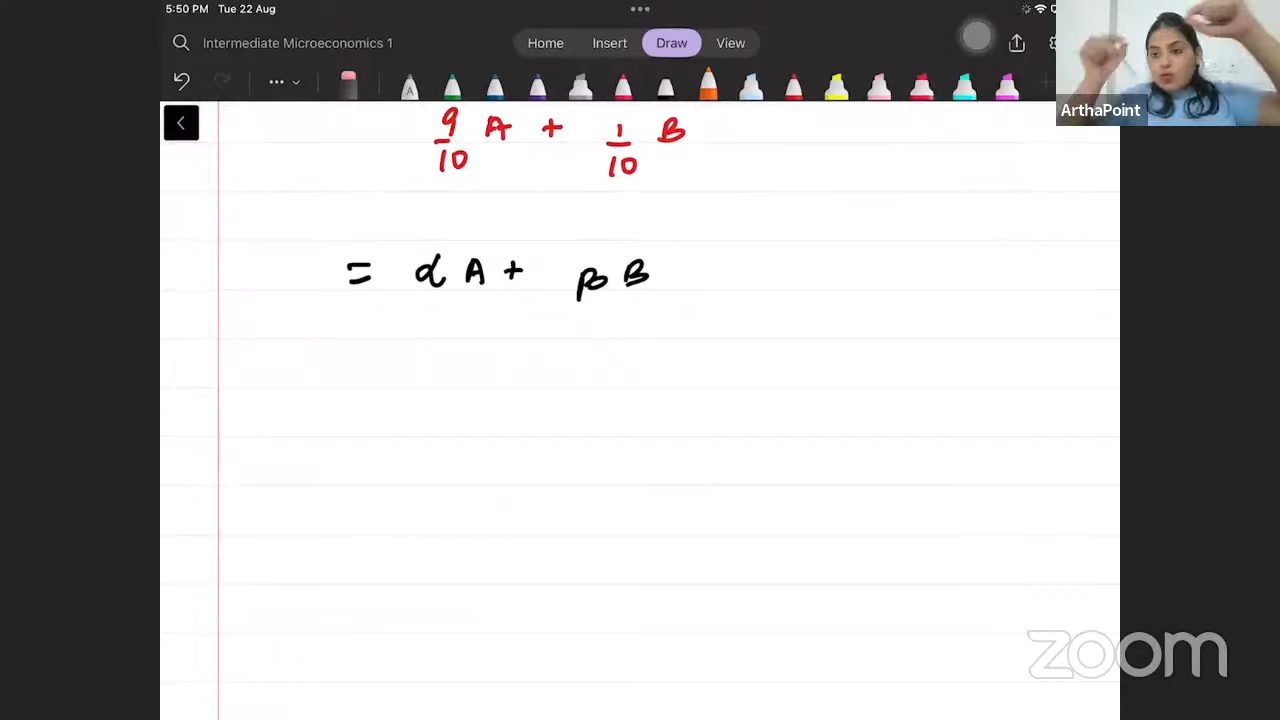 5:50 PM Tue 22 Aug
Intermediate Microeconomics 1
Home Insert Draw View
A
ArthaPoint
9/10 A + 1/10 B
= α A + β B
zoom